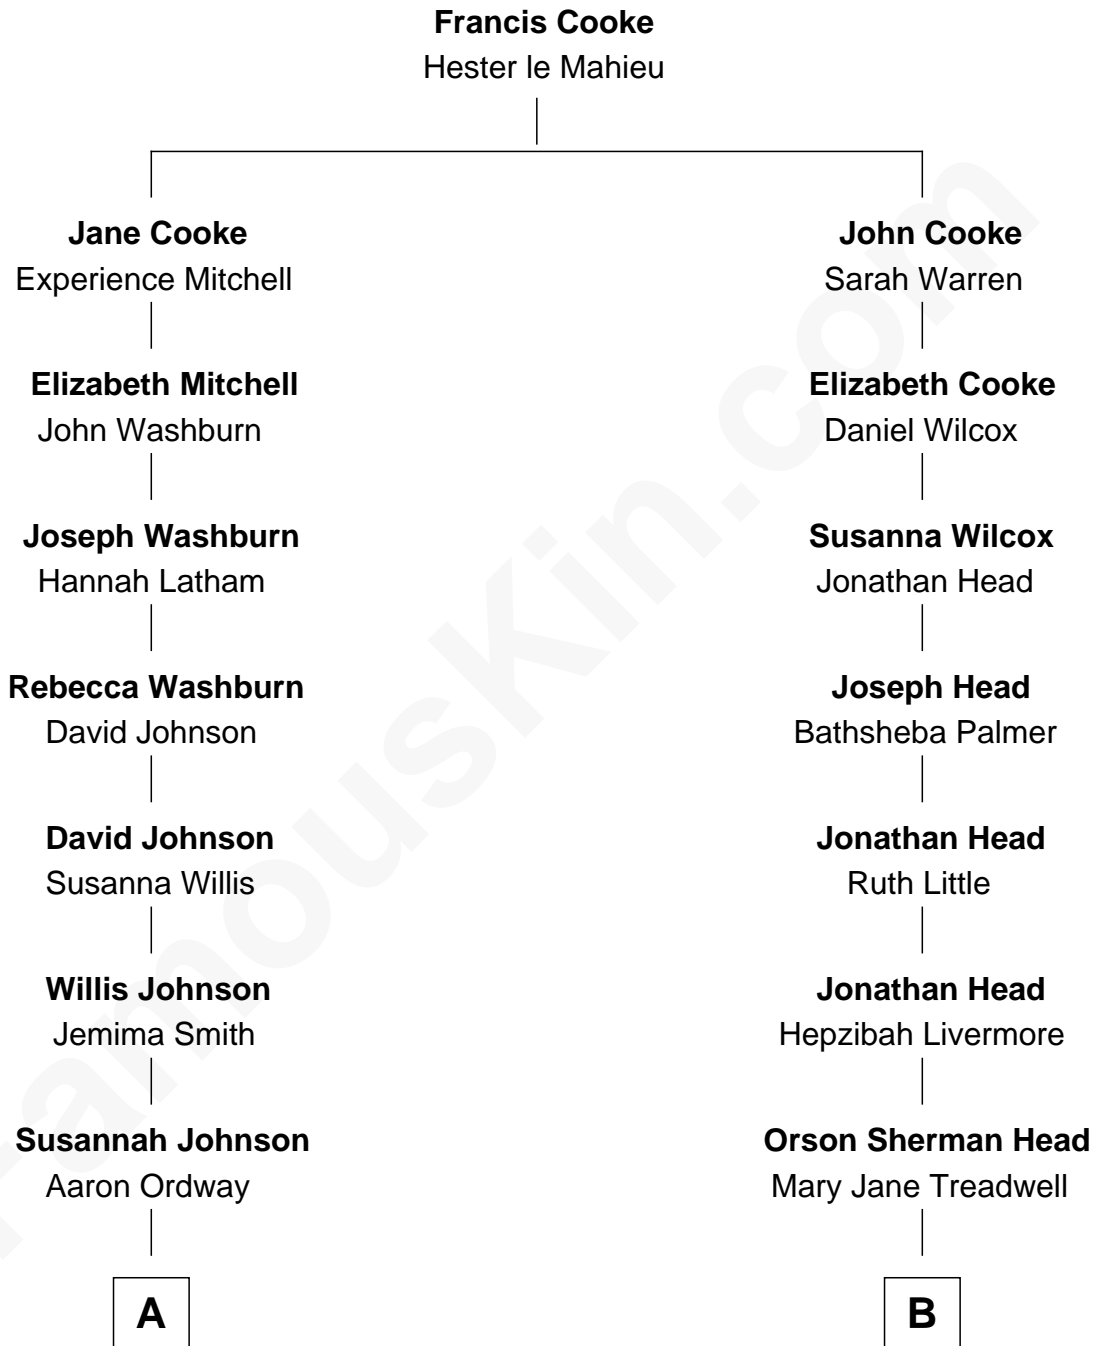 Francis Cooke
Hester le Mahieu
Jane Cooke
Experience Mitchell
John Cooke
Sarah Warren
Elizabeth Mitchell
John Washburn
Elizabeth Cooke
Daniel Wilcox
Joseph Washburn
Hannah Latham
Susanna Wilcox
Jonathan Head
Rebecca Washburn
David Johnson
Joseph Head
Bathsheba Palmer
David Johnson
Susanna Willis
Jonathan Head
Ruth Little
Willis Johnson
Jemima Smith
Jonathan Head
Hepzibah Livermore
Susannah Johnson
Aaron Ordway
Orson Sherman Head
Mary Jane Treadwell
A
B
FamousKin.com